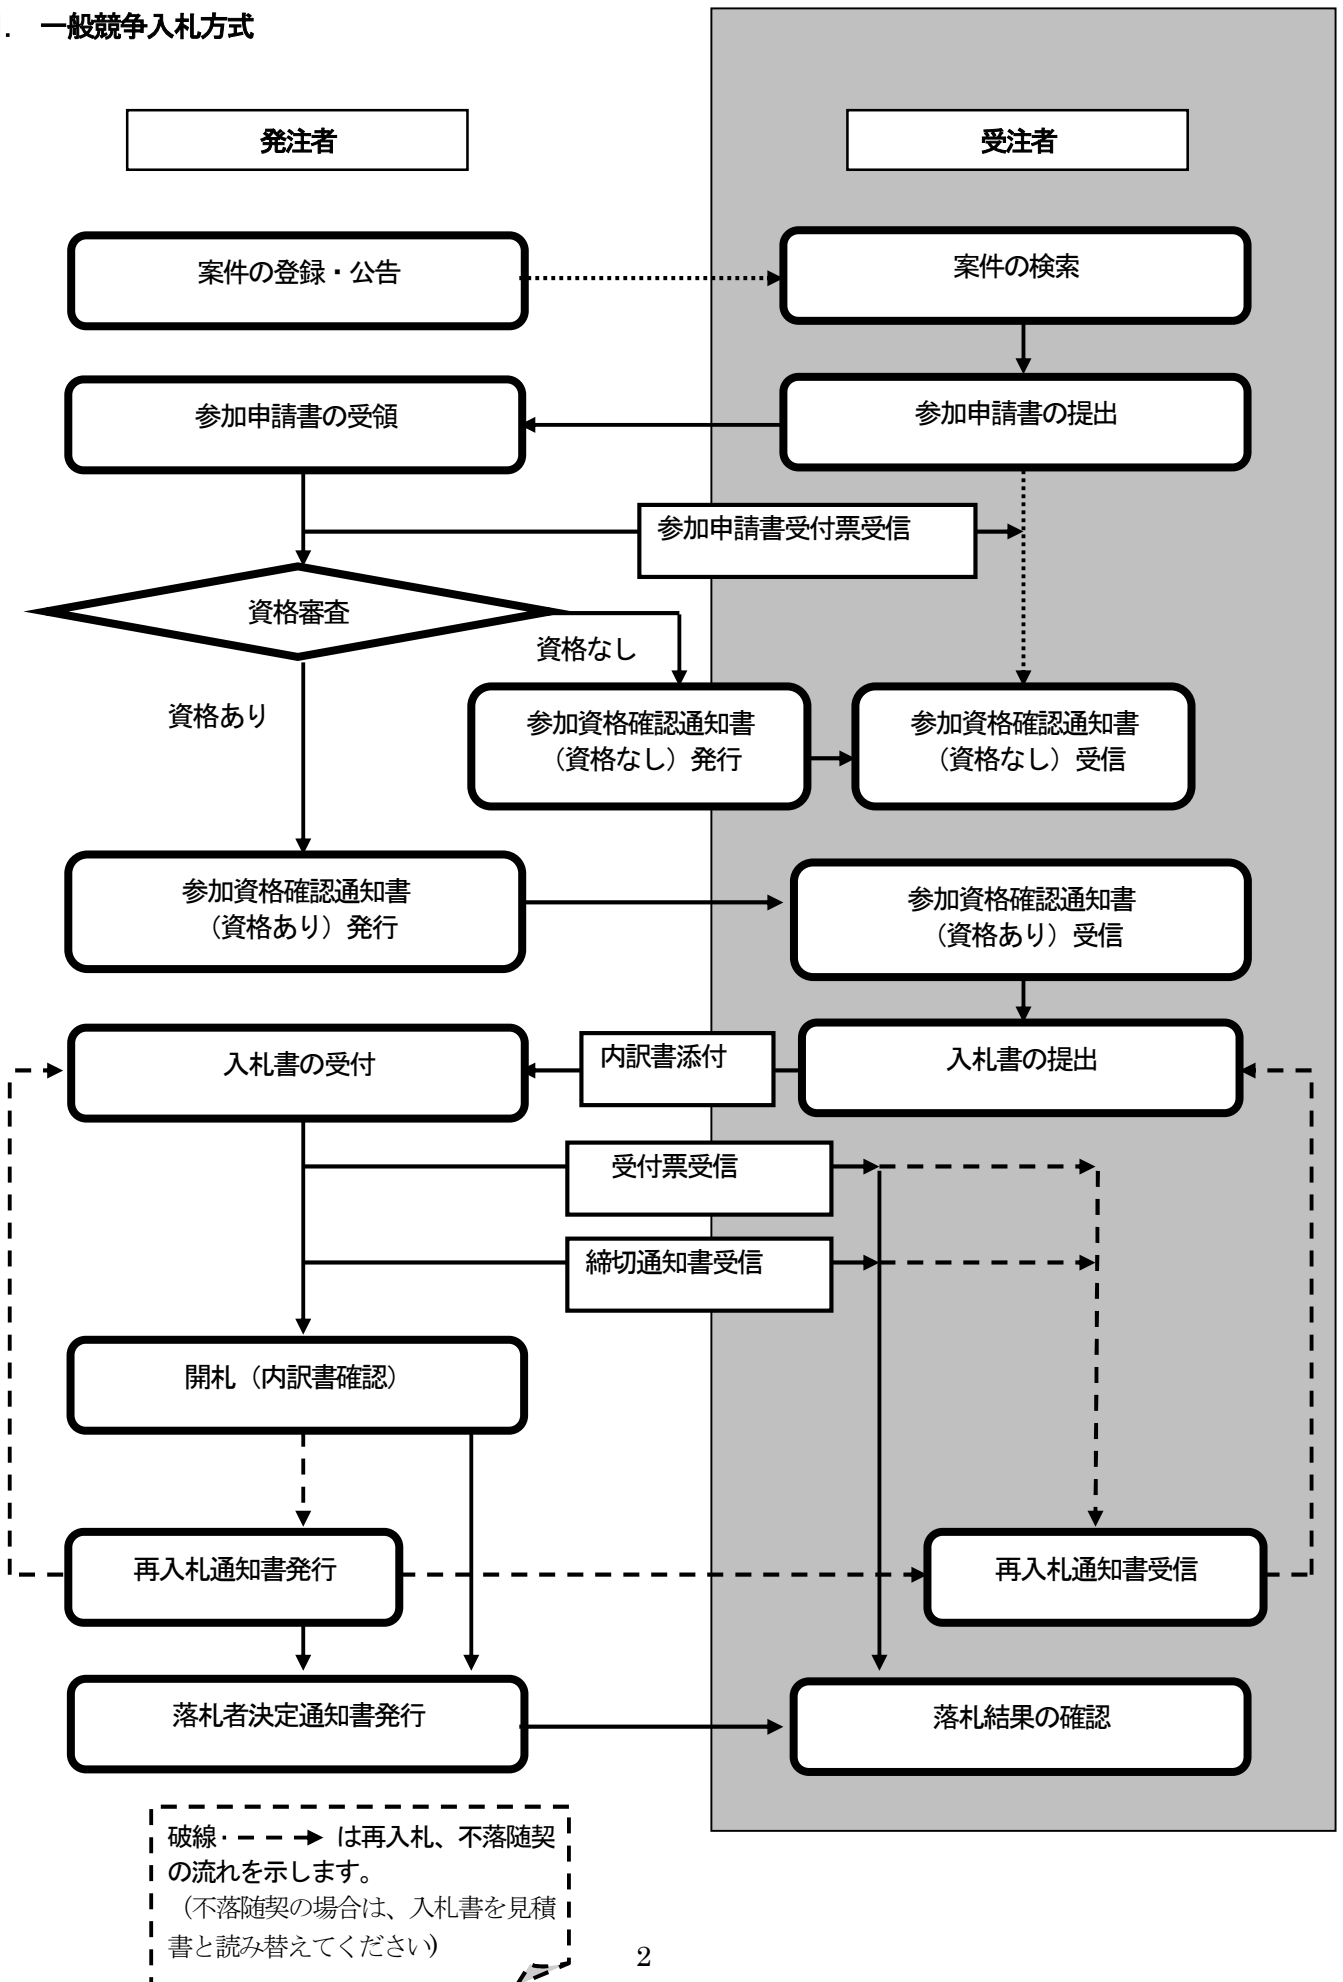 . 一般競争入札方式
発注者
受注者
案件の登録・公告
案件の検索
参加申請書の受領
参加申請書の提出
参加申請書受付票受信
資格審査
資格なし
資格あり
参加資格確認通知書
（資格なし）発行
参加資格確認通知書
（資格なし）受信
参加資格確認通知書
（資格あり）発行
参加資格確認通知書
（資格あり）受信
入札書の受付
内訳書添付
入札書の提出
受付票受信
締切通知書受信
開札（内訳書確認）
再入札通知書発行
再入札通知書受信
落札者決定通知書発行
落札結果の確認
破線 は再入札、不落随契
の流れを示します。
（不落随契の場合は、入札書を見積
書と読み替えてください)
2